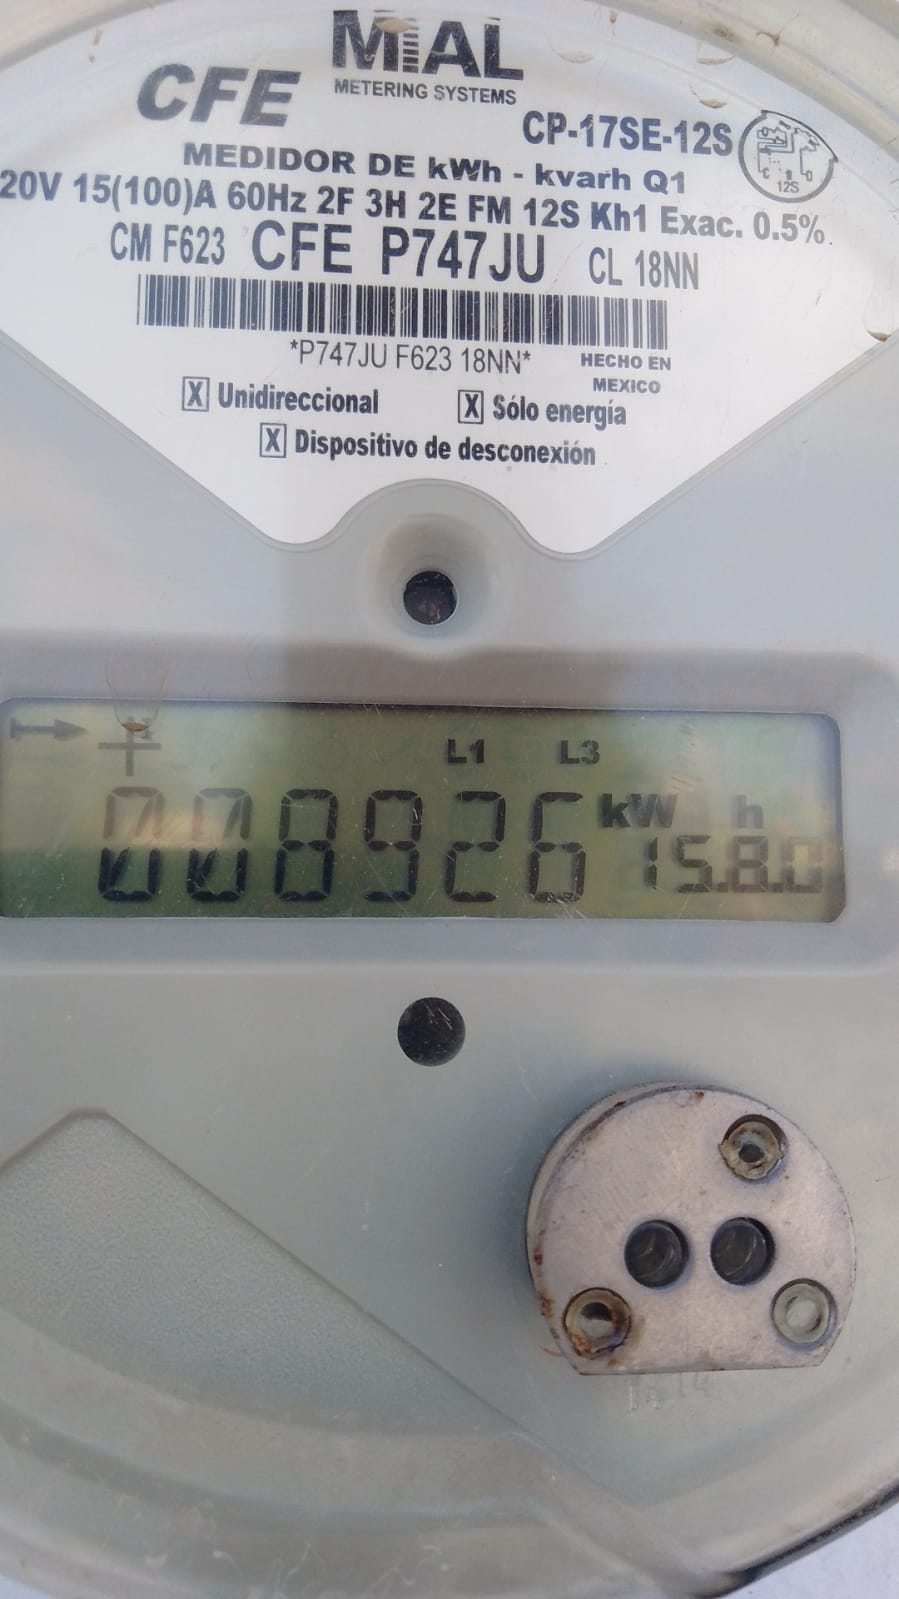 MIAL
METERING SYSTEMS
CFE
CP-17SE-12S
12S
MEDIDOR DE kWh - kvarh Q1
20V 15(100)A 60Hz 2F 3H 2E FM 12S Kh1 Exac. 0.5%.
CM F623 CFE P747JU CL 18NN
*P747JU F623 18NN* HECHO EN
MEXICO
X Unidireccional X Sólo energía
X Dispositivo de desconexión
L1 L3
008926 kW h
15.8.0